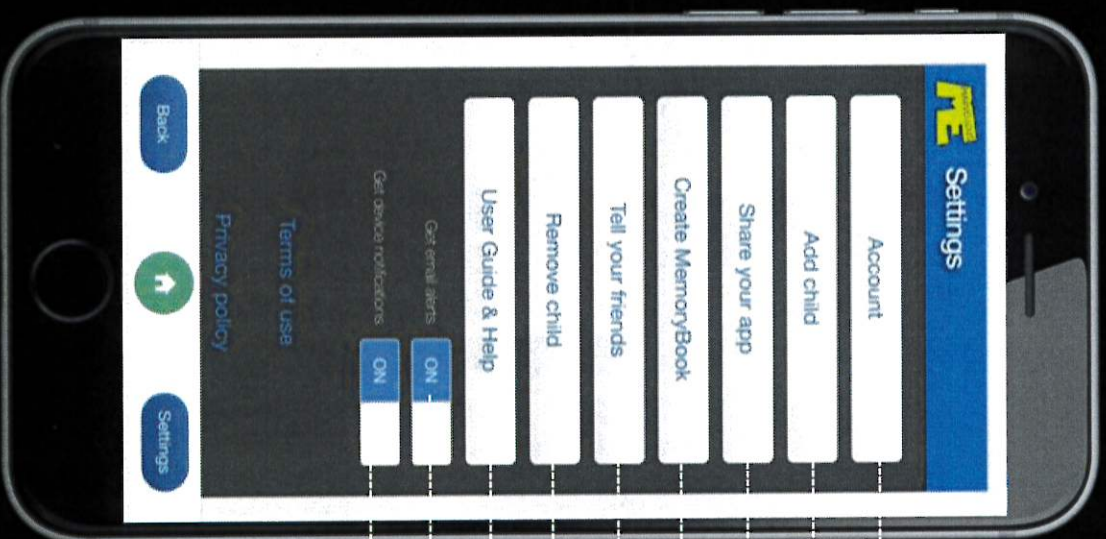 ME Settings
Account
Add child
Share your app
Create MemoryBook
Tell your friends
Remove child
User Guide & Help
Get email alerts ON
Get device notifications ON
Terms of use
Privacy policy
Back
Settings